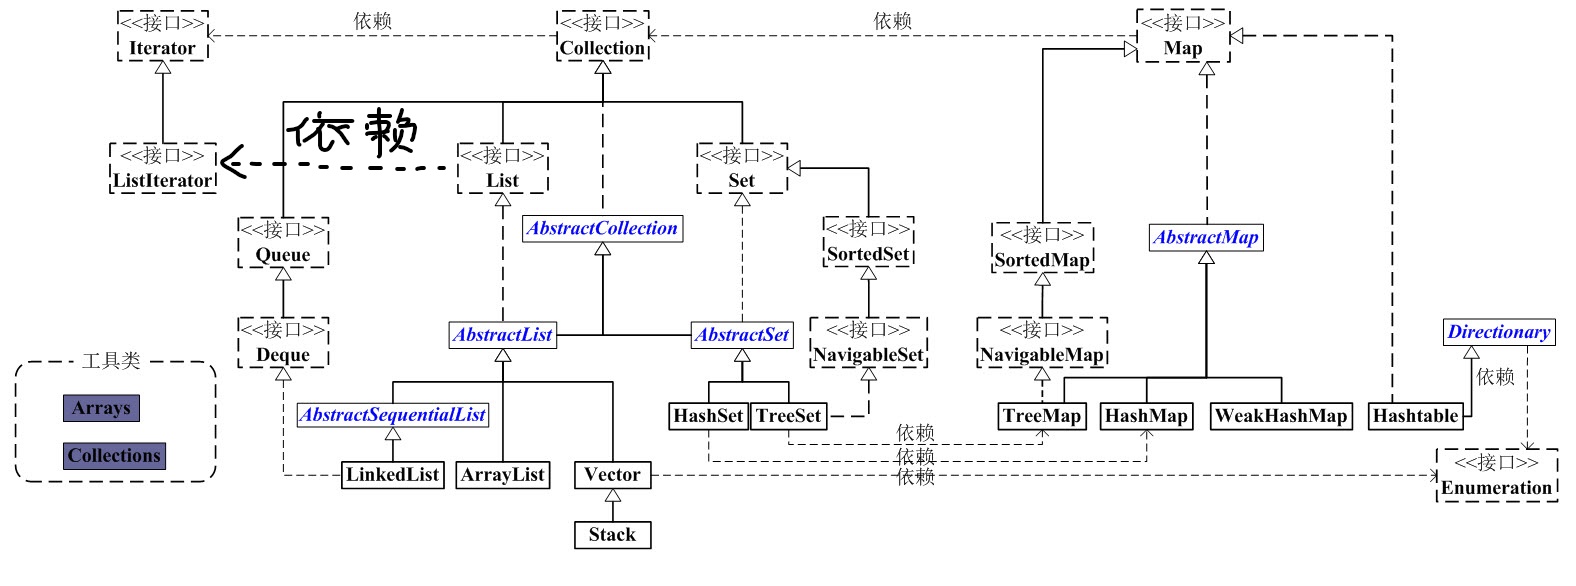 <<接口>>
Iterator
依赖
<<接口>>
Collection
依赖
<<接口>>
Map
依赖
<<接口>>
ListIterator
<<接口>>
List
<<接口>>
Set
AbstractCollection
<<接口>>
Queue
<<接口>>
SortedSet
<<接口>>
SortedMap
AbstractMap
<<接口>>
Deque
AbstractList
AbstractSet
<<接口>>
NavigableSet
<<接口>>
NavigableMap
Directionary
依赖
工具类
Arrays
Collections
AbstractSequentialList
HashSet
TreeSet
TreeMap
HashMap
WeakHashMap
Hashtable
依赖
依赖
依赖
LinkedList
ArrayList
Vector
<<接口>>
Enumeration
Stack